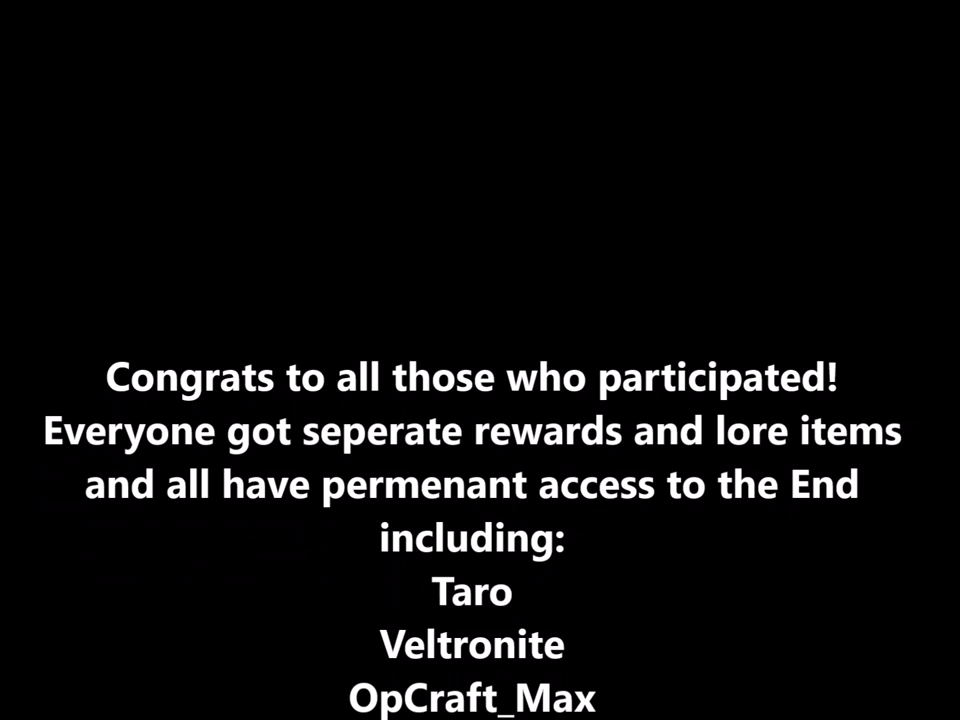 Congrats to all those who participated!
Everyone got seperate rewards and lore items
and all have permenant access to the End
including:
Taro
Veltronite
OpCraft_Max